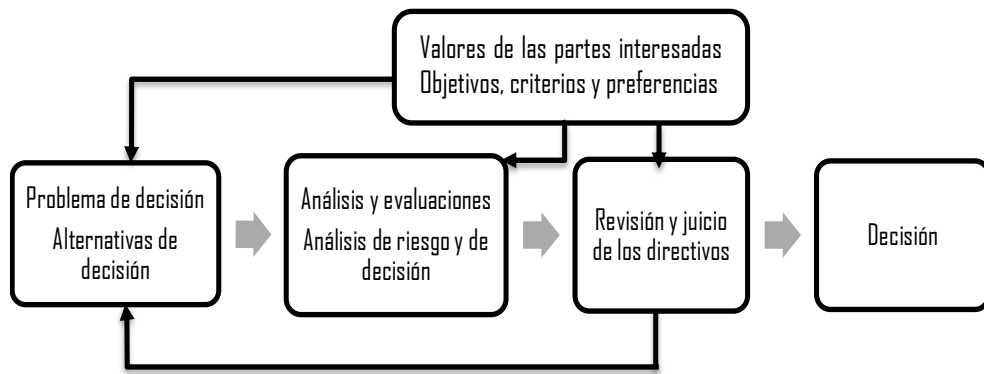 Valores de las partes interesadas
Objetivos, criterios y preferencias
Problema de decisión
Alternativas de
decisión
Análisis y evaluaciones
Análisis de riesgo y de
decisión
Revisión y juicio
de los directivos
Decisión